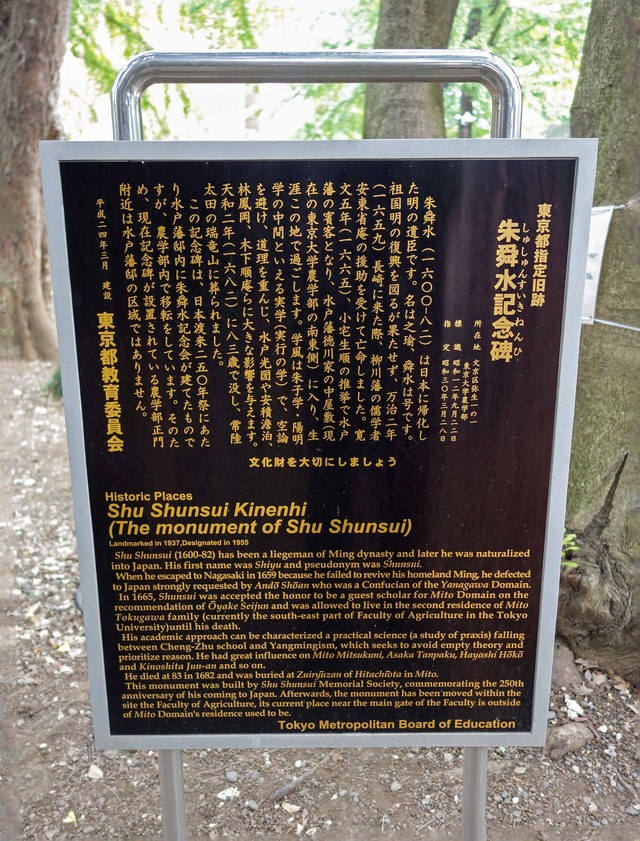 東京都指定旧跡
朱舜水記念碑
しゅしゅんすいきねんひ
所在地 文京区弥生一の一
東京大学農学部
標識 昭和一二年九月二二日
指定 昭和三〇年三月二八日
朱舜水(一六〇〇―八二)は日本に帰化し
た明の遺臣です。名は之瑜、舜水は号です。
祖国明の復興を図るが果たせず、万治二年
(一六五九)長崎に来た際、柳川藩の儒学者
安東省庵の援助を受けて亡命しました。寛
文五年(一六六五)、小宅生順の推挙で水戸
藩の賓客となり、水戸藩徳川家の中屋敷(現
在の東京大学農学部の南東側)に入り、生
涯この地で過ごします。学風は朱子学・陽明
学の中間といえる実学(実行の学)で、空論
を避け、道理を重んじ、水戸光圀や安積澹泊、
林鳳岡、木下順庵らに大きな影響を与えます。
天和二年(一六八二)に八三歳で没し、常陸
太田の瑞竜山に葬られました。
この記念碑は、日本渡来二五〇年祭にあた
り水戸藩邸内に朱舜水記念会が建てたもので
すが、農学部内で移転をしています。そのた
め、現在記念碑が設置されている農学部正門
附近は水戸藩邸の区域ではありません。
平成二四年三月 建設
東京都教育委員会
文化財を大切にしましょう
Historic Places
Shu Shunsui Kinenhi
(The monument of Shu Shunsui)
Landmarked in 1937,Designated in 1955
Shu Shunsui (1600-82) has been a liegeman of Ming dynasty and later he was naturalized
into Japan. His first name was Shiyu and pseudonym was Shunsui.
When he escaped to Nagasaki in 1659 because he failed to revive his homeland Ming, he defected
to Japan strongly requested by Andō Shōan who was a Confucian of the Yanagawa Domain.
In 1665, Shunsui was accepted the honor to be a guest scholar for Mito Domain on the
recommendation of Ōyake Seijun and was allowed to live in the second residence of Mito
Tokugawa family (currently the south-east part of Faculty of Agriculture in the Tokyo
University)until his death.
His academic approach can be characterized a practical science (a study of praxis) falling
between Cheng-Zhu school and Yangmingism, which seeks to avoid empty theory and
prioritize reason. He had great influence on Mito Mitsukuni, Asaka Tanpaku, Hayashi Hōkō
and Kinoshita Jun-an and so on.
He died at 83 in 1682 and was buried at Zuiryūzan of Hitachiōta in Mito.
This monument was built by Shu Shunsui Memorial Society, commemorating the 250th
anniversary of his coming to Japan. Afterwards, the monument has been moved within the
site the Faculty of Agriculture, its current place near the main gate of the Faculty is outside
of Mito Domain's residence used to be.
Tokyo Metropolitan Board of Education